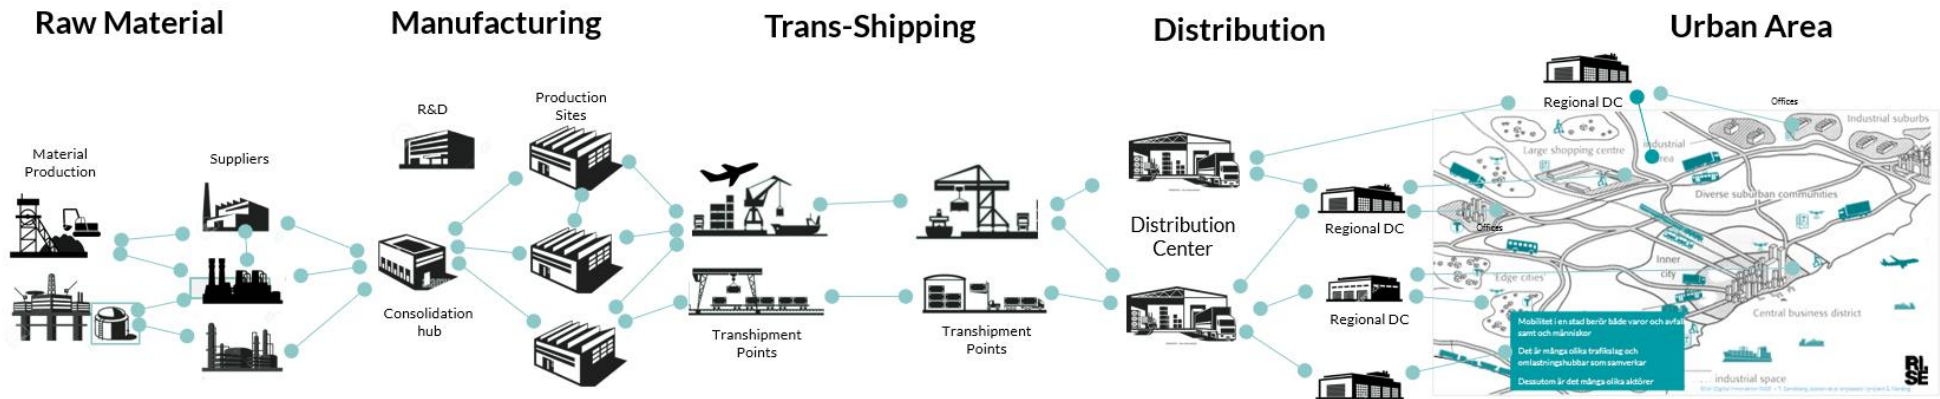 Raw Material
Manufacturing
Trans-Shipping
Distribution
Urban Area
Material
Production
Suppliers
R&D
Production
Sites
Consolidation
hub
Transhipment
Points
Transhipment
Points
Distribution
Center
Regional DC
Regional DC
Regional DC
Offices
Industrial suburbs
Large shopping centre
industrial
Diverse suburban communities
Offices
Edge cities
Inner
city
Central business district
Mobilitet i en stad berör både varor och avfall
samt och människor
Det är många olika trafikslag och
omlastningshubbar som samverkar
Dessutom är det många olika aktörer
industrial space
RI.
SE